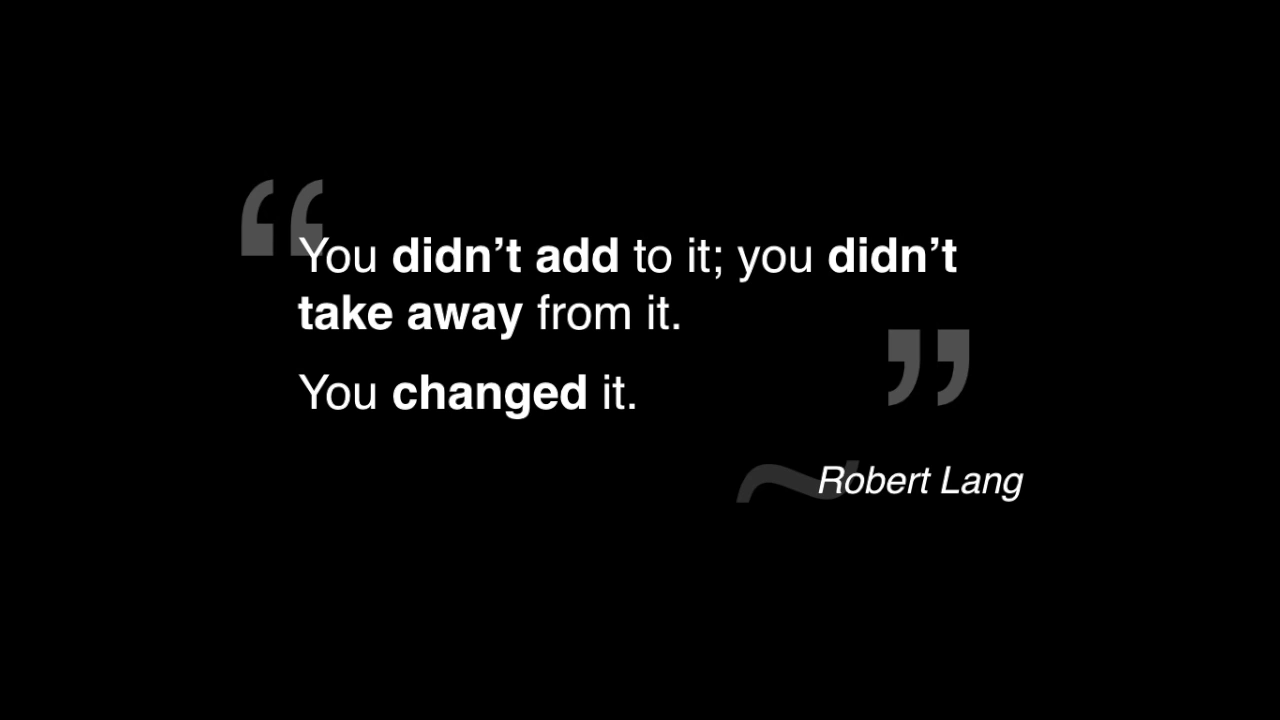 “You didn’t add to it; you didn’t
take away from it.
You changed it.”
~ Robert Lang